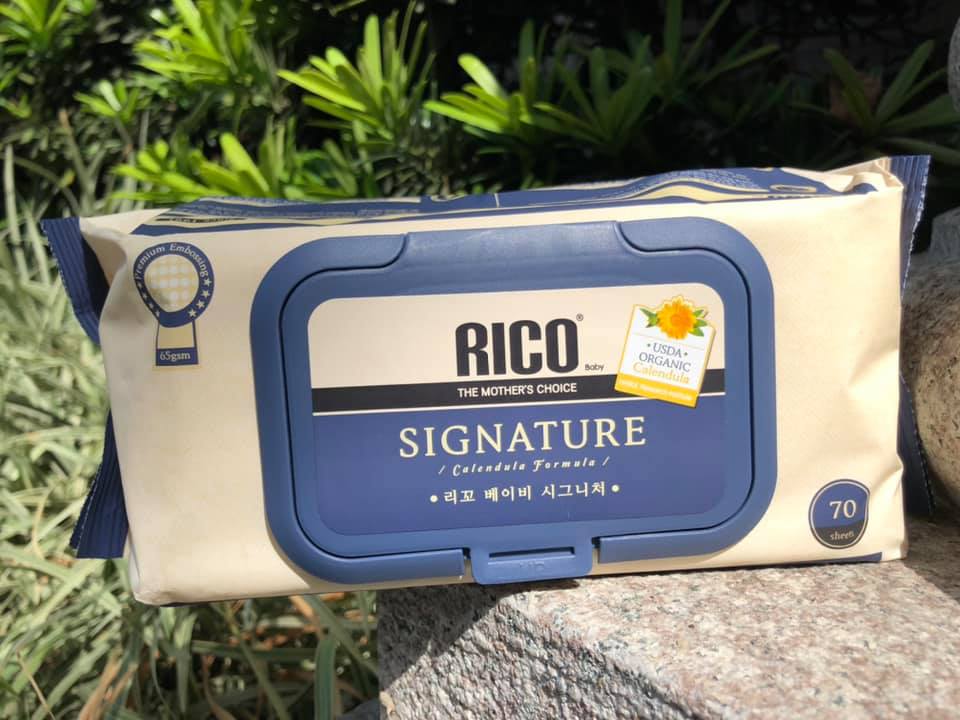 Premium Embossing
65gsm
RICO®
Baby
THE MOTHER'S CHOICE
USDA
ORGANIC
Calendula
SIGNATURE
/ Calendula Formula /
• 리꼬 베이비 시그니처 •
70
sheets